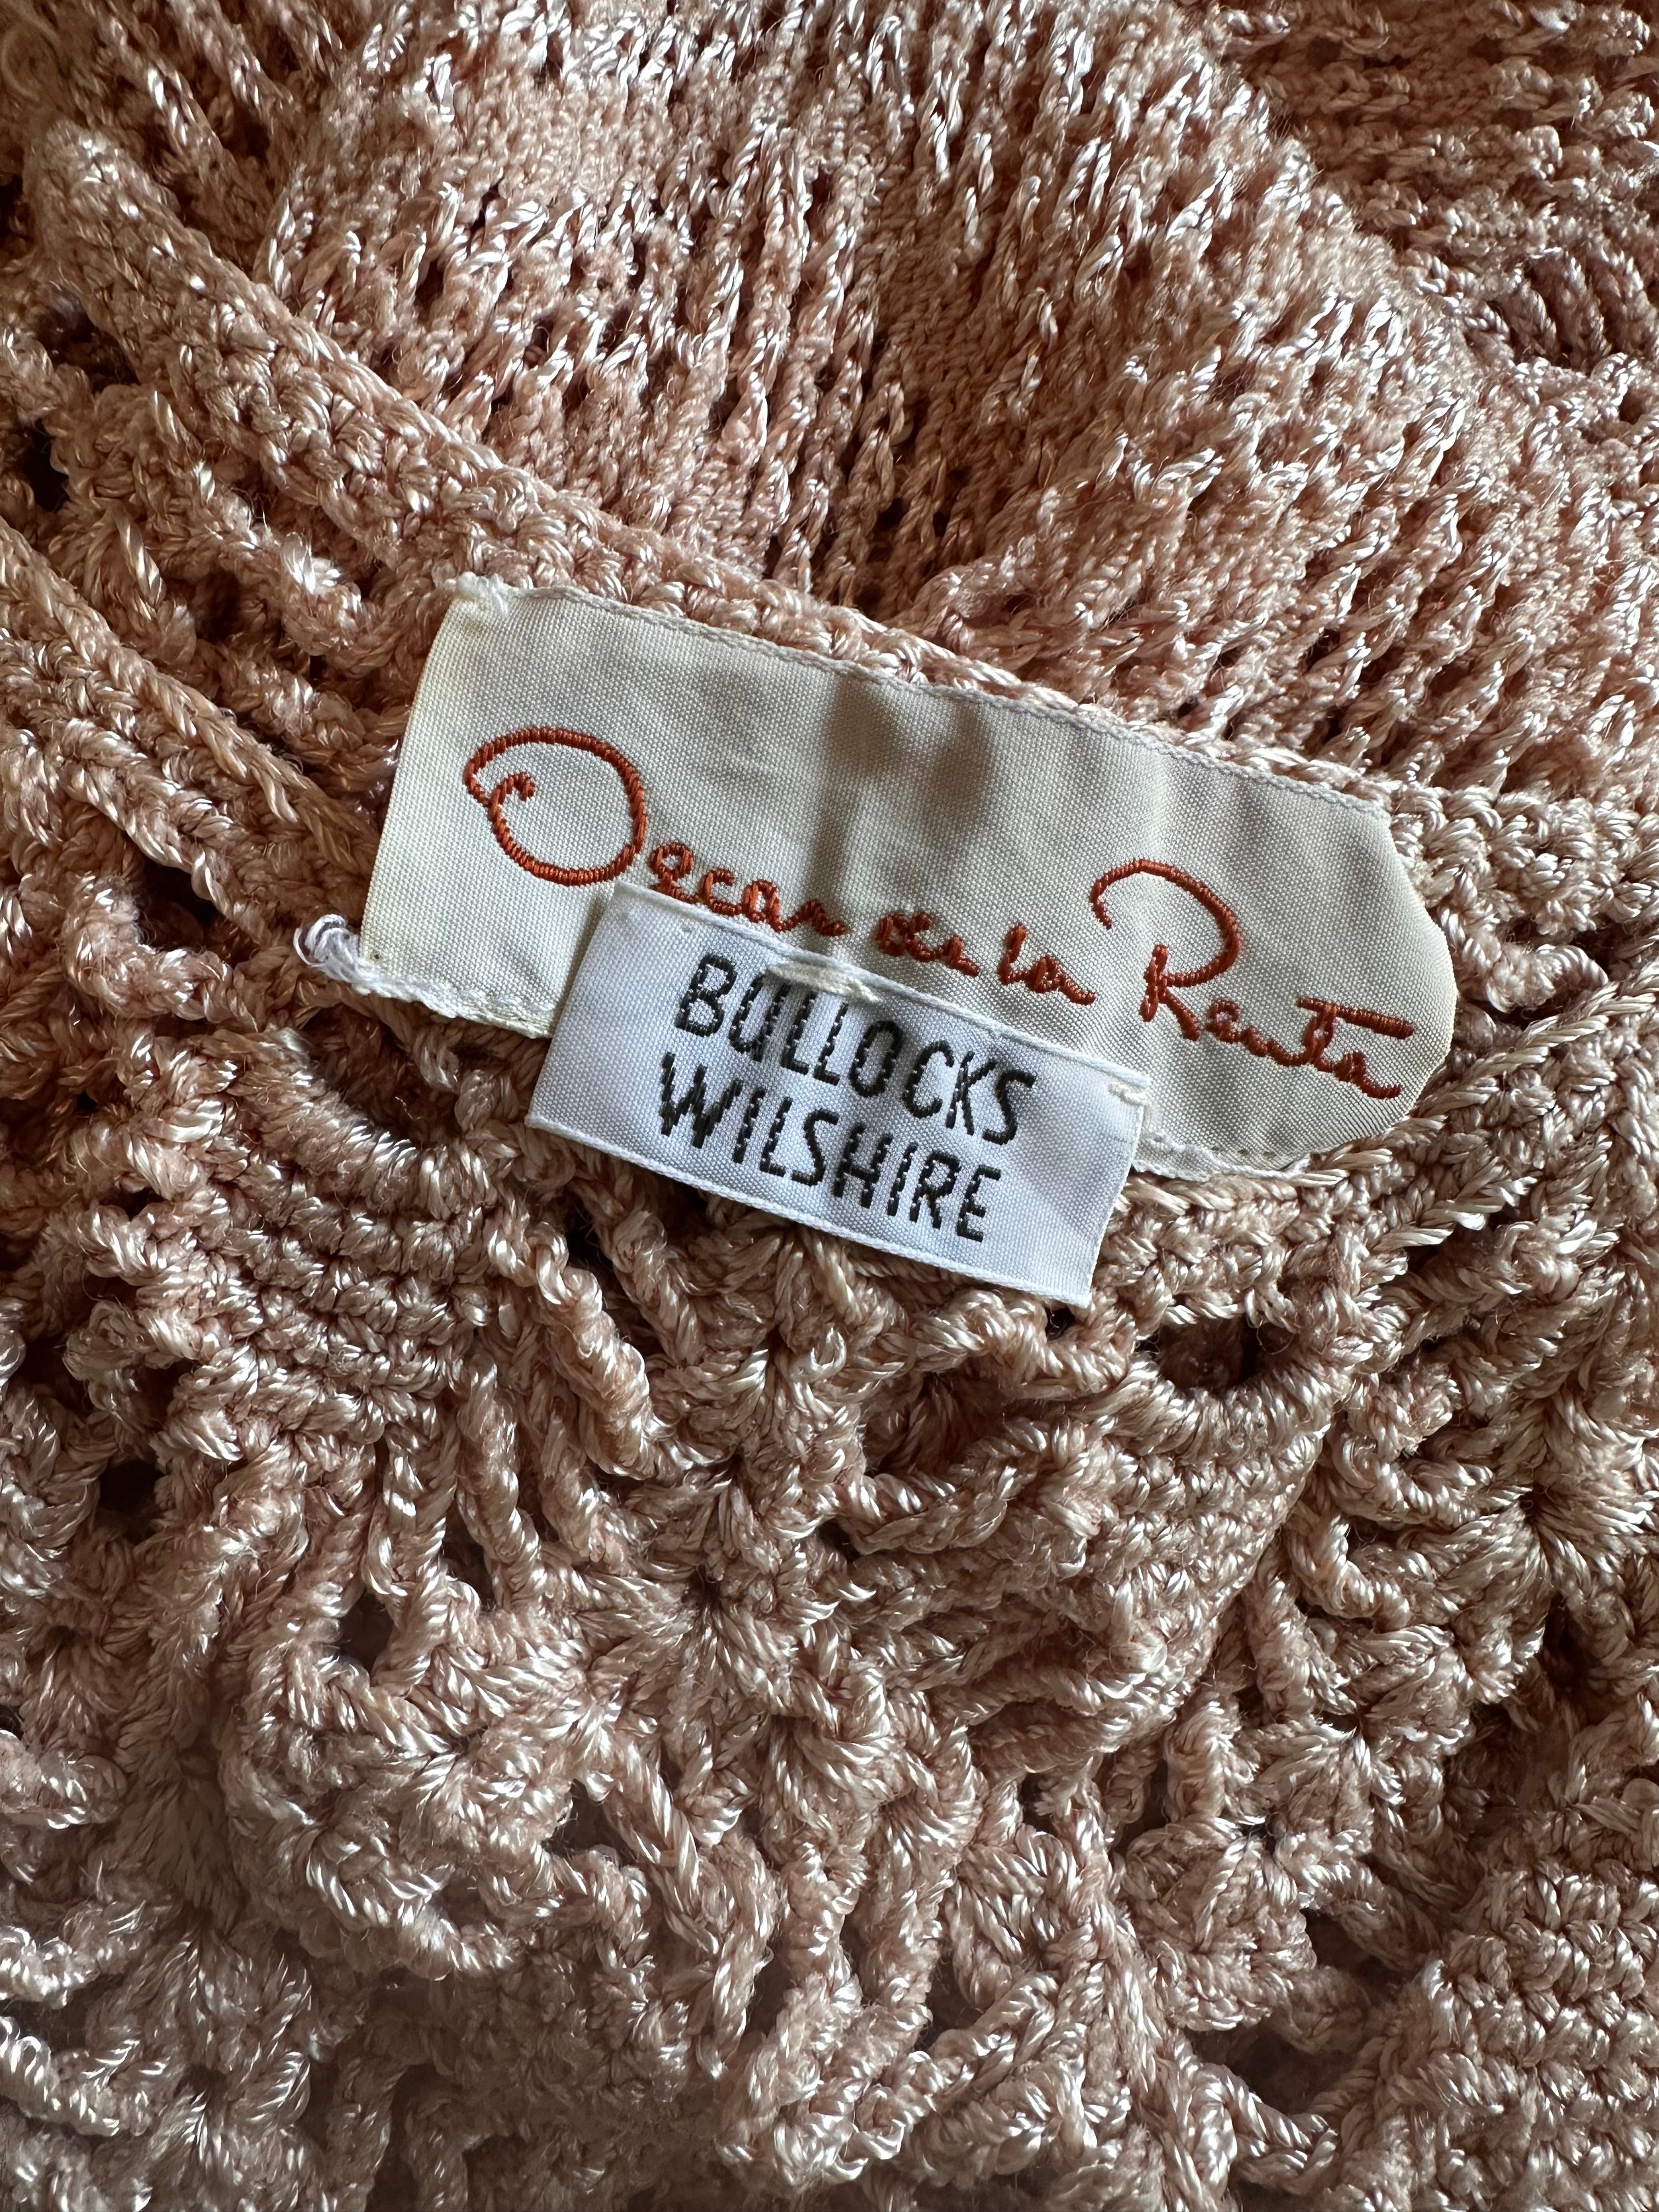 Oscar de la Renta
BULLOCKS
WILSHIRE